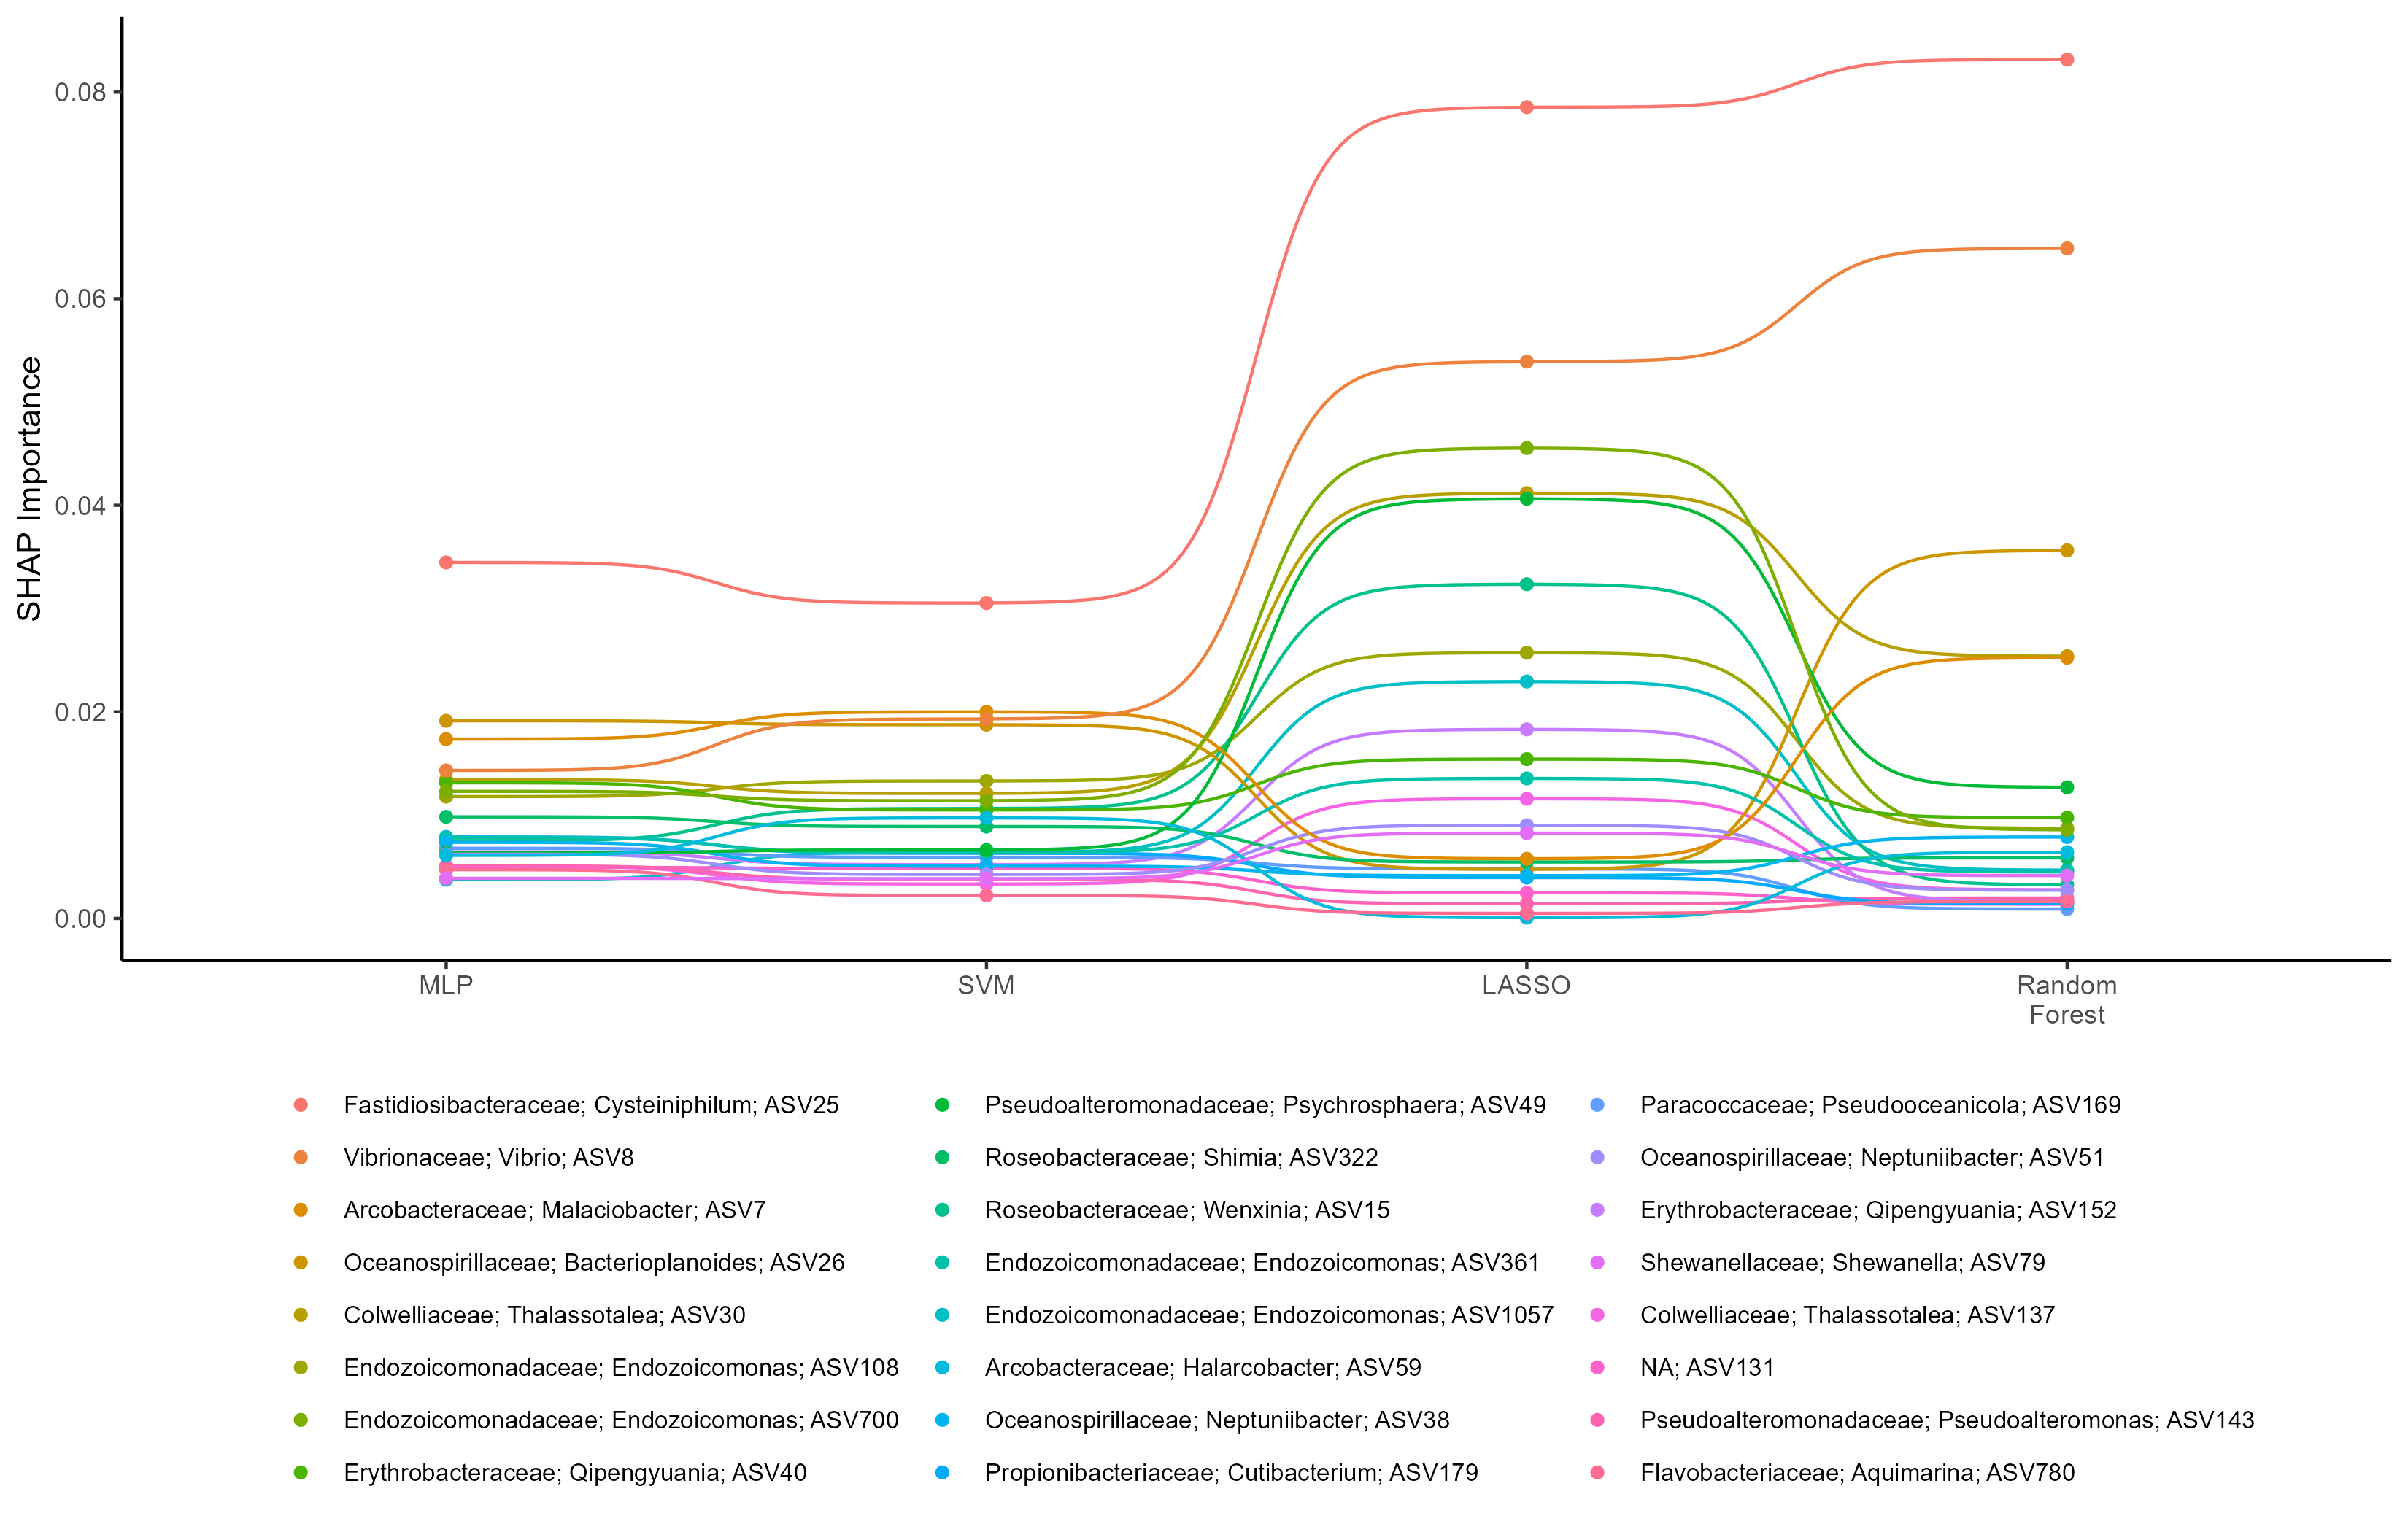 0.08
0.06
0.04
0.02
0.00
SHAP Importance
MLP
SVM
LASSO
Random
Forest
Fastidiosibacteraceae; Cysteiniphilum; ASV25
Vibrionaceae; Vibrio; ASV8
Arcobacteraceae; Malaciobacter; ASV7
Oceanospirillaceae; Bacterioplanoides; ASV26
Colwelliaceae; Thalassotalea; ASV30
Endozoicomonadaceae; Endozoicomonas; ASV108
Endozoicomonadaceae; Endozoicomonas; ASV700
Erythrobacteraceae; Qipengyuania; ASV40
Pseudoalteromonadaceae; Psychrosphaera; ASV49
Roseobacteraceae; Shimia; ASV322
Roseobacteraceae; Wenxinia; ASV15
Endozoicomonadaceae; Endozoicomonas; ASV361
Endozoicomonadaceae; Endozoicomonas; ASV1057
Arcobacteraceae; Halarcobacter; ASV59
Oceanospirillaceae; Neptuniibacter; ASV38
Propionibacteriaceae; Cutibacterium; ASV179
Paracoccaceae; Pseudooceanicola; ASV169
Oceanospirillaceae; Neptuniibacter; ASV51
Erythrobacteraceae; Qipengyuania; ASV152
Shewanellaceae; Shewanella; ASV79
Colwelliaceae; Thalassotalea; ASV137
NA; ASV131
Pseudoalteromonadaceae; Pseudoalteromonas; ASV143
Flavobacteriaceae; Aquimarina; ASV780